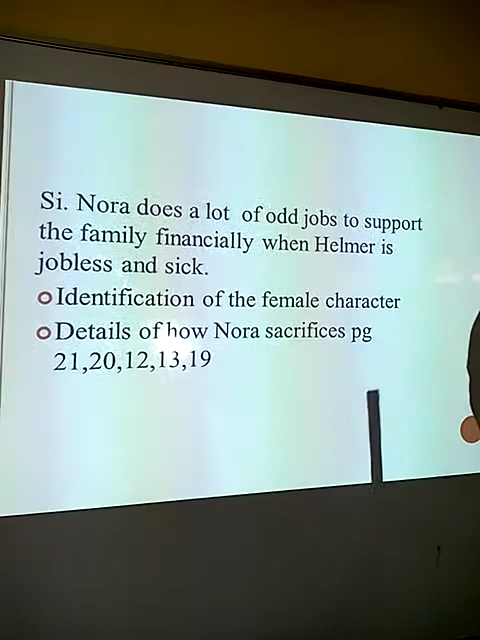 Si. Nora does a lot of odd jobs to support
the family financially when Helmer is
jobless and sick.
Identification of the female character
Details of how Nora sacrifices pg
21,20,12,13,19